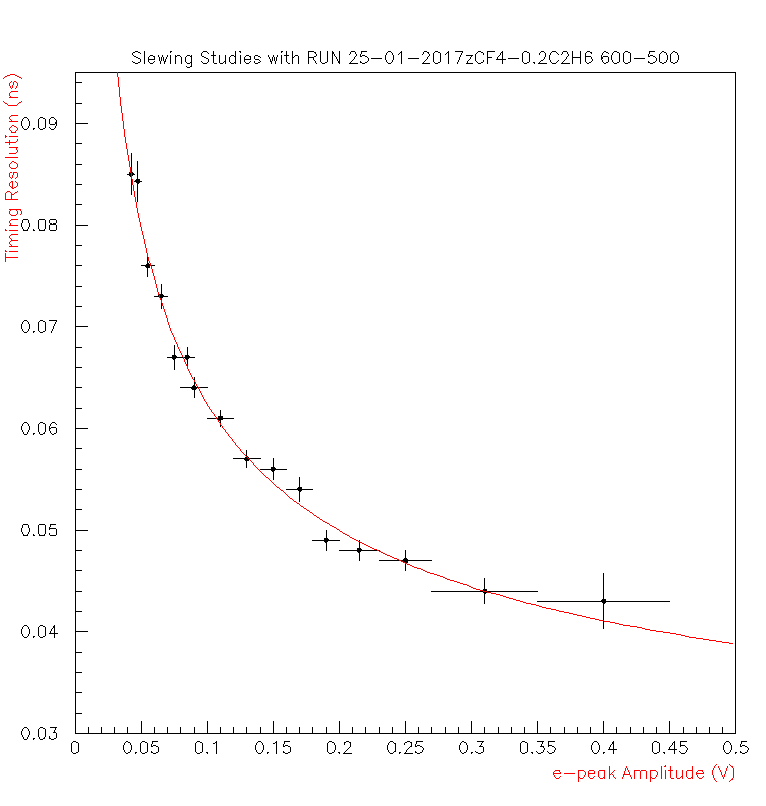 Slewing Studies with RUN 25-01-2017zCF4-0.2C2H6 600-500
Timing Resolution (ns)
0.09
0.08
0.07
0.06
0.05
0.04
0.03
0 0.05 0.1 0.15 0.2 0.25 0.3 0.35 0.4 0.45 0.5
e-peak Amplitude (V)